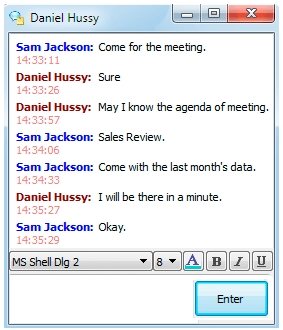 Daniel Hussy
Sam Jackson: Come for the meeting.
14:33:11
Daniel Hussy: Sure
14:33:26
Daniel Hussy: May I know the agenda of meeting.
14:33:57
Sam Jackson: Sales Review.
14:34:06
Sam Jackson: Come with the last month's data.
14:34:33
Daniel Hussy: I will be there in a minute.
14:35:27
Sam Jackson: Okay.
14:35:29
MS Shell Dlg 2 8 A B I U
Enter